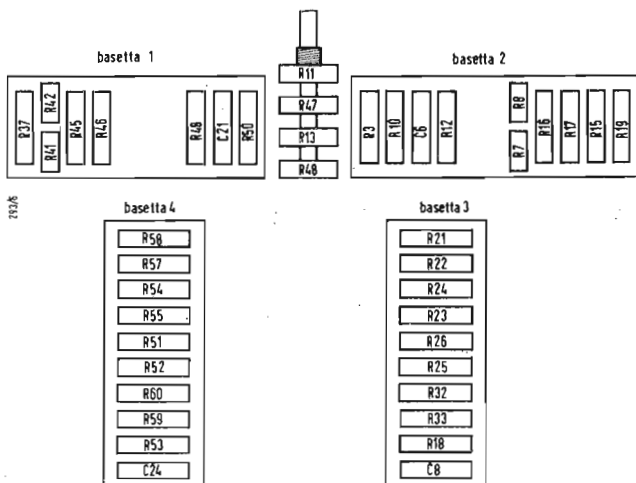 basetta 1
R37
R42
R41
R45
R46
R48
C21
R50
R11
R47
R13
R48
basetta 2
R3
R10
C6
R12
R8
R7
R16
R17
R15
R19
293/6
basetta 4
R58
R57
R54
R55
R51
R52
R60
R59
R53
C24
basetta 3
R21
R22
R24
R23
R26
R25
R32
R33
R18
C8